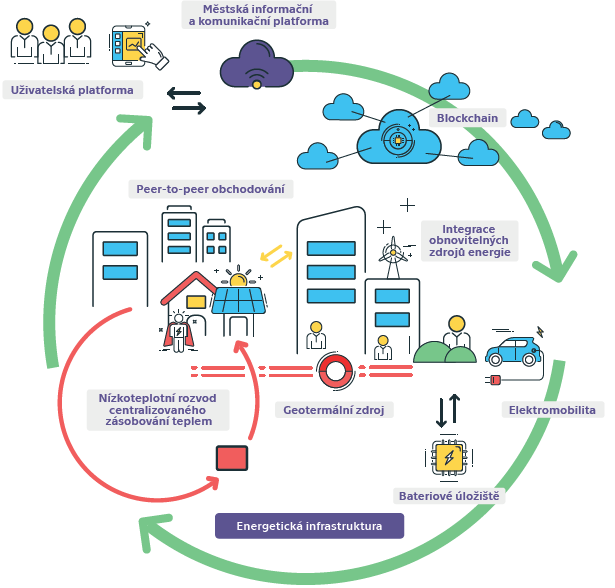 Městská informační
a komunikační platforma
Uživatelská platforma
Blockchain
Peer-to-peer obchodování
Integrace
obnovitelných
zdrojů energie
Nízkoteplotní rozvod
centralizovaného
zásobování teplem
Geotermální zdroj
Elektromobilita
Bateriové úložiště
Energetická infrastruktura